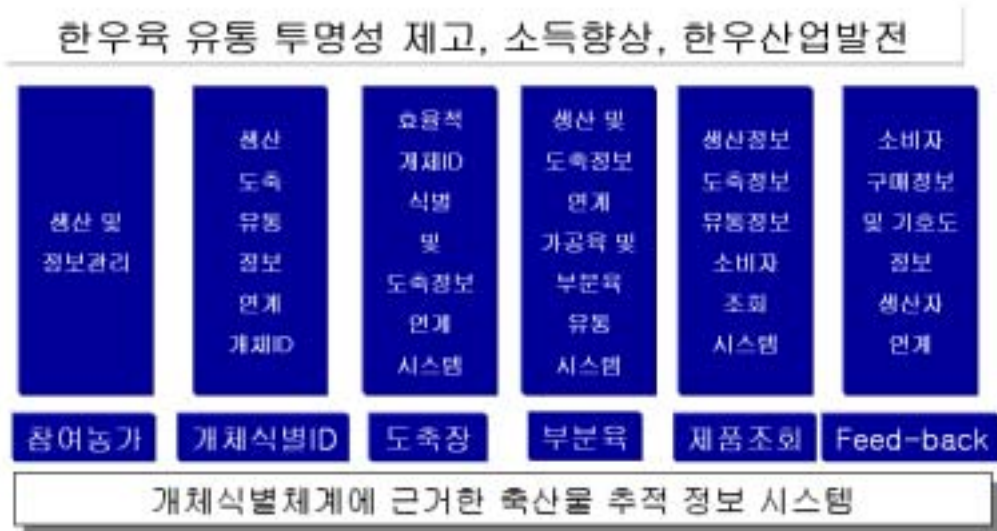 한우육 유통 투명성 제고, 소득향상, 한우산업발전
생산 및
정보관리
생산
도축
유통
정보
연계
개체ID
효율적
개체ID
식별
및
도축정보
연계
시스템
생산 및
도축정보
연계
가공육 및
부분육
유통
시스템
생산정보
도축정보
유통정보
소비자
조회
시스템
소비자
구매정보
및 기호도
정보
생산자
연계
참여농가
개체식별ID
도축장
부분육
제품조회
Feed-back
개체식별체계에 근거한 축산물 추적 정보 시스템